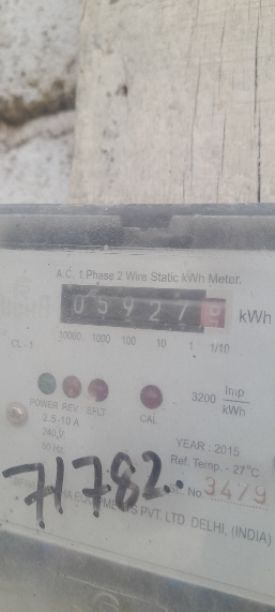 A.C. 1 Phase 2 Wire Static kWh Meter.
05927 kWh
10000 1000 100 10 1 1/10
CL - 1
POWER REV. E/FLT CAL
3200 Imp
kWh
2.5-10 A
240 V
50 Hz.
YEAR : 2015
Ref. Temp. - 27°C
No 3479
71782
PVT. LTD. DELHI, (INDIA)